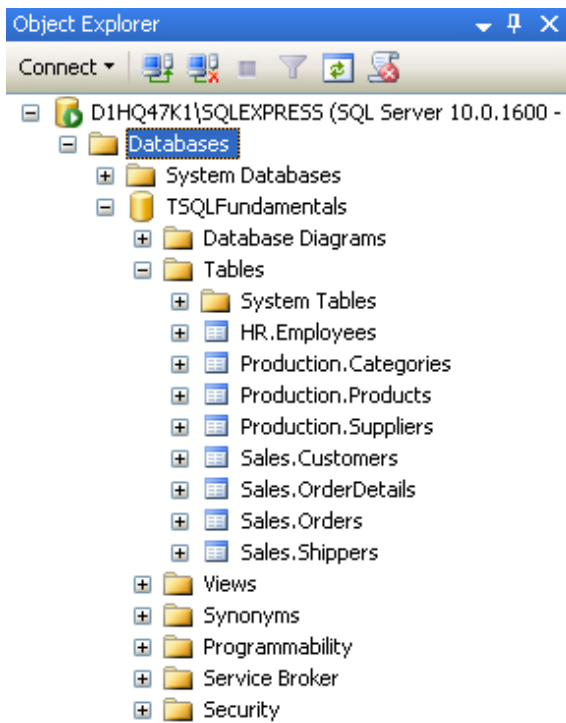 Object Explorer
Connect
D1HQ47K1\SQLEXPRESS (SQL Server 10.0.1600 -
Databases
System Databases
TSQLFundamentals
Database Diagrams
Tables
System Tables
HR.Employees
Production.Categories
Production.Products
Production.Suppliers
Sales.Customers
Sales.OrderDetails
Sales.Orders
Sales.Shippers
Views
Synonyms
Programmability
Service Broker
Security